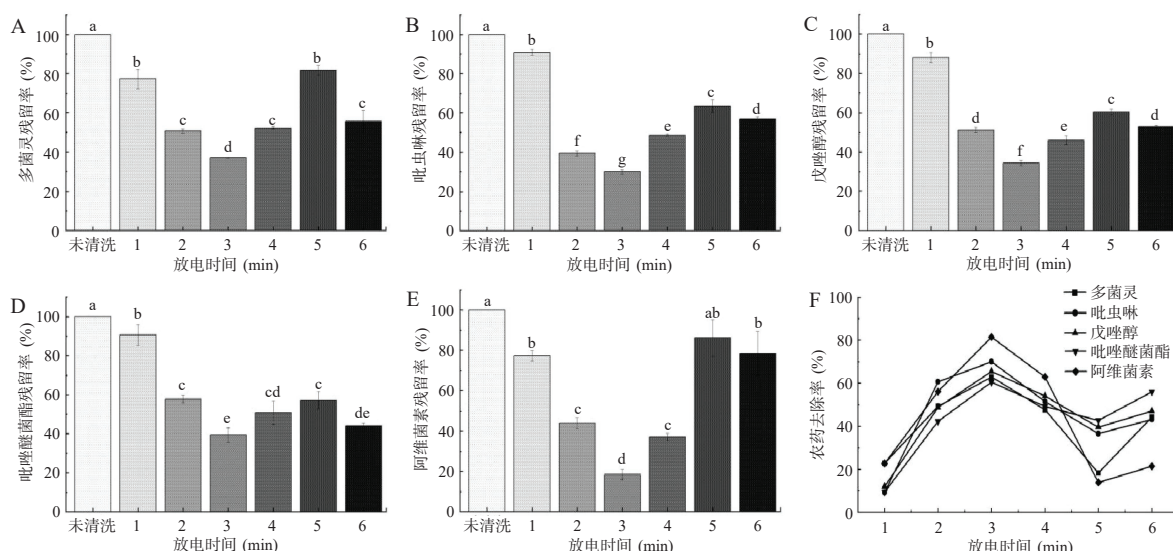 A
多菌灵残留率 (%)
100
80
60
40
20
0
a
b
c
d
c
b
c
未清洗 1 2 3 4 5 6
放电时间 (min)
B
吡虫啉残留率 (%)
100
80
60
40
20
0
a
b
f
g
e
c
d
未清洗 1 2 3 4 5 6
放电时间 (min)
C
戊唑醇残留率 (%)
100
80
60
40
20
0
a
b
d
f
e
c
d
未清洗 1 2 3 4 5 6
放电时间 (min)
D
吡唑醚菌酯残留率 (%)
100
80
60
40
20
0
a
b
c
e
cd
c
de
未清洗 1 2 3 4 5 6
放电时间 (min)
E
阿维菌素残留率 (%)
100
80
60
40
20
0
a
b
c
d
c
ab
b
未清洗 1 2 3 4 5 6
放电时间 (min)
F
农药去除率 (%)
100
80
60
40
20
0
多菌灵
吡虫啉
戊唑醇
吡唑醚菌酯
阿维菌素
1 2 3 4 5 6
放电时间 (min)